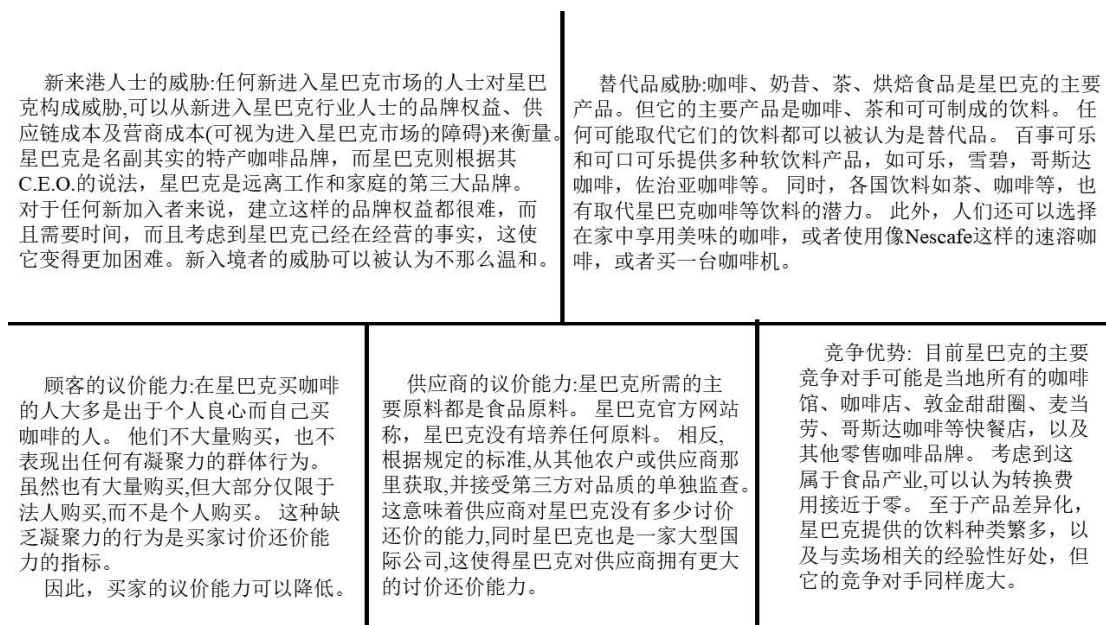 新来港人士的威胁:任何新进入星巴克市场的人士对星巴
克构成威胁,可以从新进入星巴克行业人士的品牌权益、供
应链成本及营商成本(可视为进入星巴克市场的障碍)来衡量。
星巴克是名副其实的特产咖啡品牌，而星巴克则根据其
C.E.O.的说法，星巴克是远离工作和家庭的第三大品牌。
对于任何新加入者来说，建立这样的品牌权益都很难，而
且需要时间，而且考虑到星巴克已经在经营的事实，这使
它变得更加困难。新入境者的威胁可以被认为不那么温和。
替代品威胁:咖啡、奶昔、茶、烘焙食品是星巴克的主要
产品。但它的主要产品是咖啡、茶和可可制成的饮料。 任
何可能取代它们的饮料都可以被认为是替代品。 百事可乐
和可口可乐提供多种软饮料产品，如可乐，雪碧，哥斯达
咖啡，佐治亚咖啡等。 同时，各国饮料如茶、咖啡等，也
有取代星巴克咖啡等饮料的潜力。 此外，人们还可以选择
在家中享用美味的咖啡，或者使用像Nescafe这样的速溶咖
啡，或者买一台咖啡机。
顾客的议价能力:在星巴克买咖啡
的人大多是出于个人良心而自己买
咖啡的人。 他们不大量购买，也不
表现出任何有凝聚力的群体行为。
虽然也有大量购买,但大部分仅限于
法人购买,而不是个人购买。 这种缺
乏凝聚力的行为是买家讨价还价能
力的指标。
因此，买家的议价能力可以降低。
供应商的议价能力:星巴克所需的主
要原料都是食品原料。 星巴克官方网站
称，星巴克没有培养任何原料。 相反,
根据规定的标准,从其他农户或供应商那
里获取,并接受第三方对品质的单独监查。
这意味着供应商对星巴克没有多少讨价
还价的能力,同时星巴克也是一家大型国
际公司,这使得星巴克对供应商拥有更大
的讨价还价能力。
竞争优势: 目前星巴克的主要
竞争对手可能是当地所有的咖啡
馆、咖啡店、敦金甜甜圈、麦当
劳、哥斯达咖啡等快餐店，以及
其他零售咖啡品牌。 考虑到这
属于食品产业,可以认为转换费
用接近于零。 至于产品差异化，
星巴克提供的饮料种类繁多，以
及与卖场相关的经验性好处，但
它的竞争对手同样庞大。